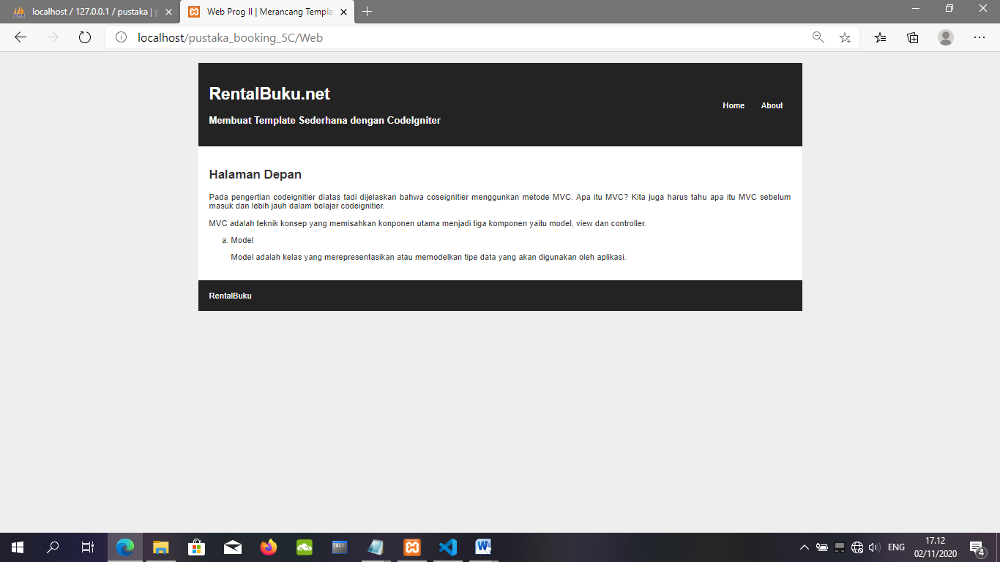 localhost / 127.0.0.1 / pustaka | p
Web Prog II | Merancang Templa
localhost/pustaka_booking_5C/Web
RentalBuku.net
Membuat Template Sederhana dengan CodeIgniter
Home About
Halaman Depan
Pada pengertian codeignitier diatas tadi dijelaskan bahwa coseignitier menggunkan metode MVC. Apa itu MVC? Kita juga harus tahu apa itu MVC sebelum
masuk dan lebih jauh dalam belajar codeignitier.
MVC adalah teknik konsep yang memisahkan konponen utama menjadi tiga komponen yaitu model, view dan controller.
a. Model
Model adalah kelas yang merepresentasikan atau memodelkan tipe data yang akan digunakan oleh aplikasi.
RentalBuku
ENG
17.12
02/11/2020
4